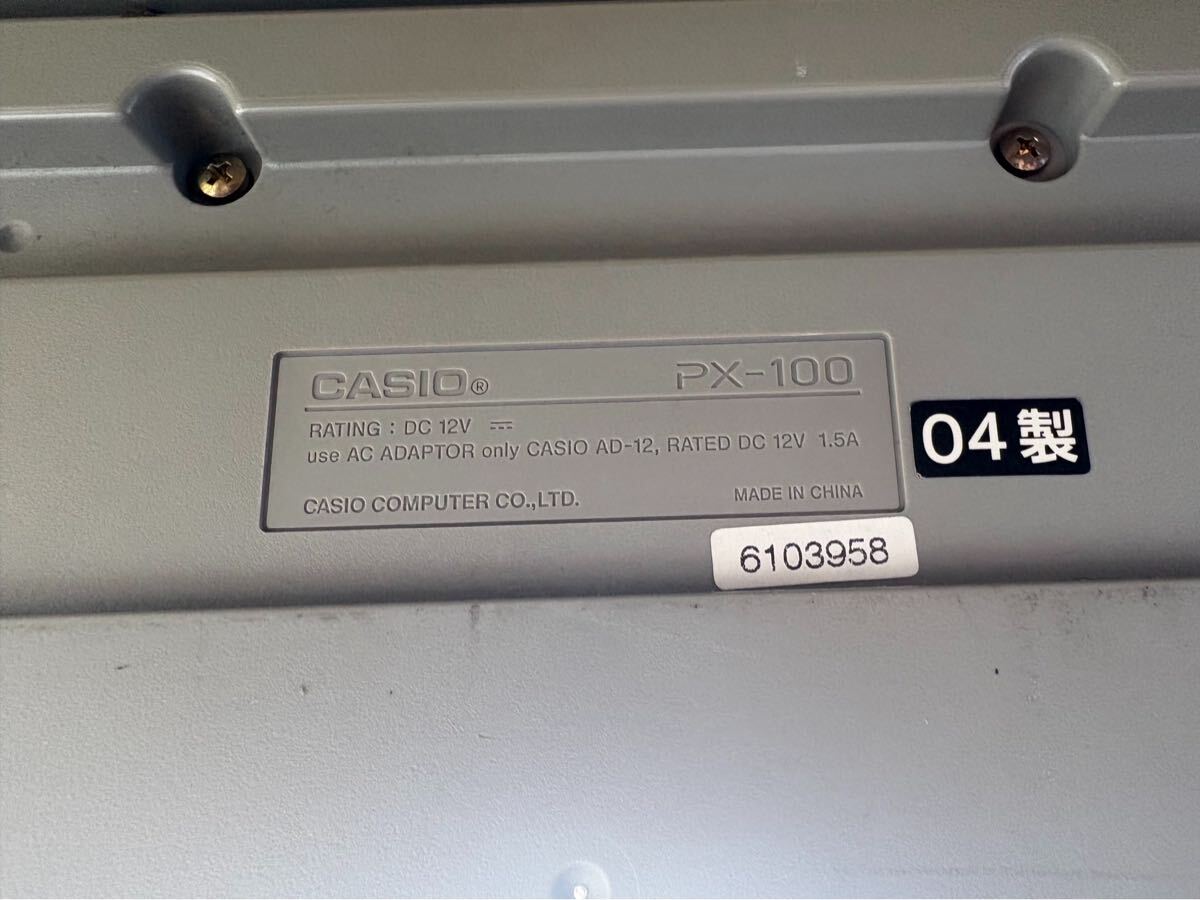 CASIO® PX-100
RATING : DC 12V ⎓
use AC ADAPTOR only CASIO AD-12, RATED DC 12V 1.5A
CASIO COMPUTER CO.,LTD. MADE IN CHINA
04製
6103958